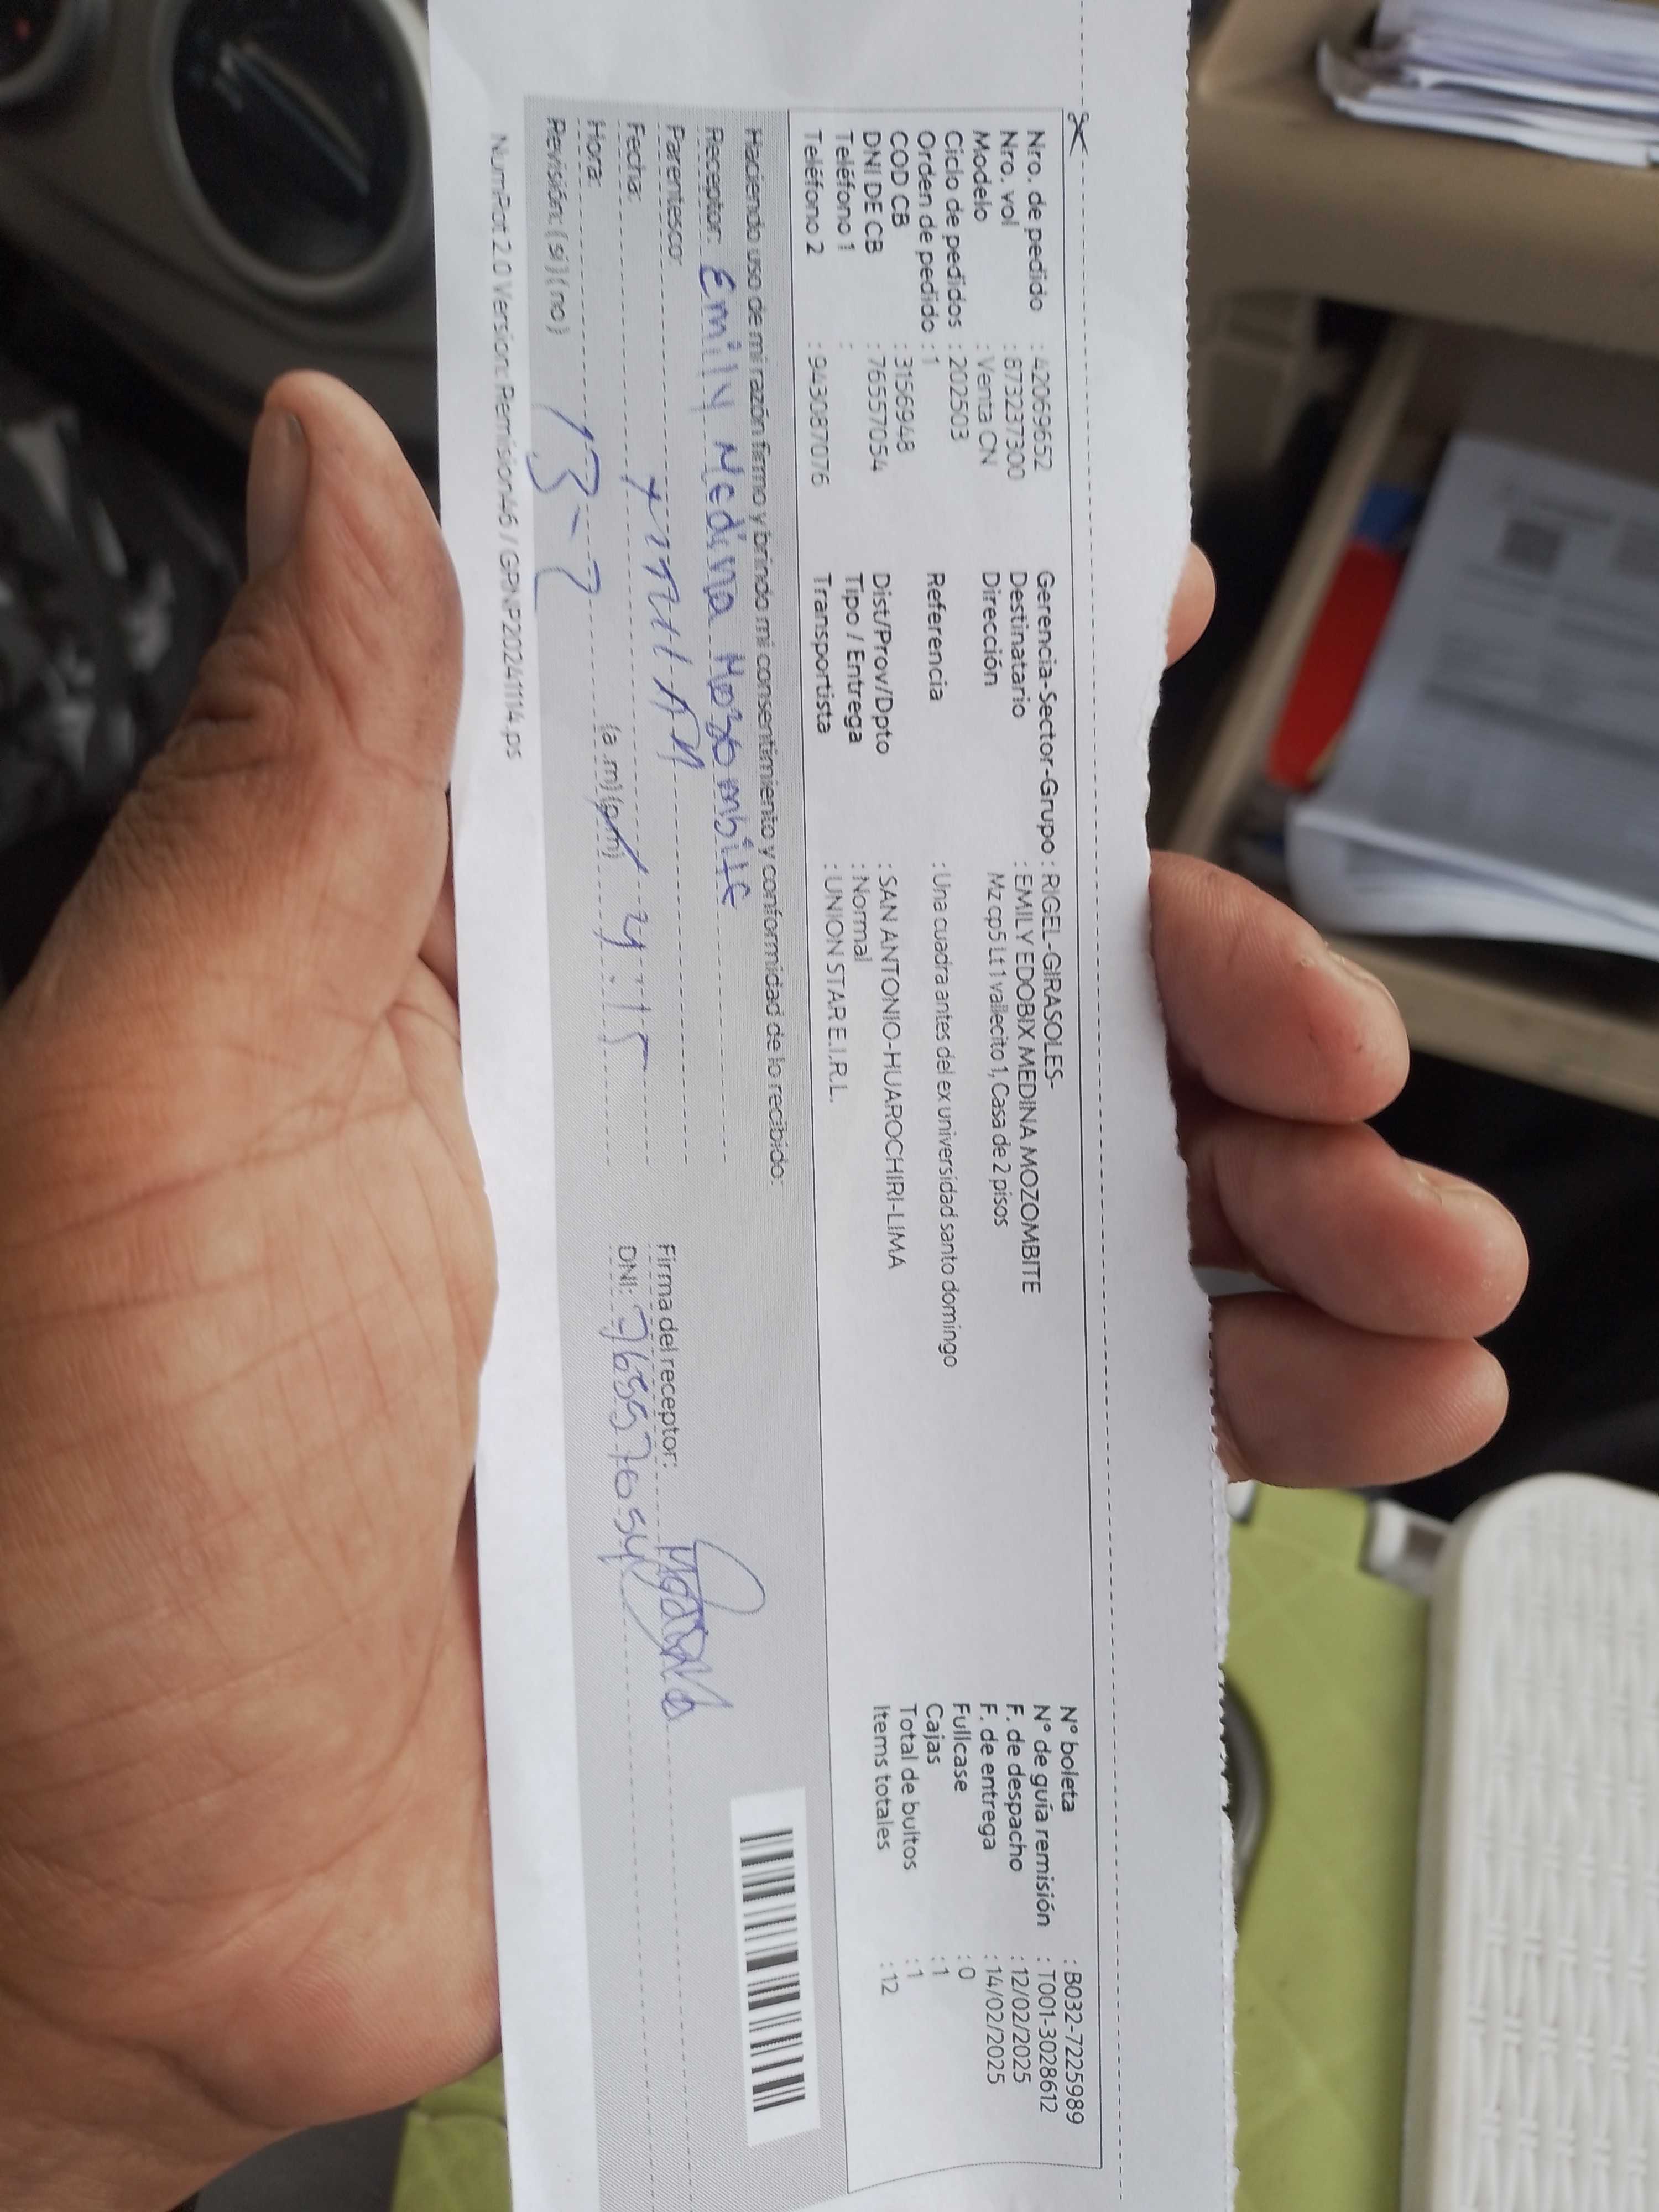 Nro. de pedido : 42069652
Nro. vol : 873237300
Modelo : Venta CN
Ciclo de pedidos : 202503
Orden de pedido : 1
COD CB : 3156948
DNI DE CB : 76557054
Teléfono 1 :
Teléfono 2 : 943087076
Gerencia-Sector-Grupo : RIGEL-GIRASOLES-
Destinatario : EMILY EDOBIX MEDINA MOZOMBITE
Dirección Mz cp5 Lt 1 vallecito 1, Casa de 2 pisos
Referencia : Una cuadra antes del ex universidad santo domingo
Dist/Prov/Dpto : SAN ANTONIO-HUAROCHIRI-LIMA
Tipo / Entrega : Normal
Transportista : UNION STAR E.I.R.L.
N° boleta : B032-7225989
N° de guía remisión : T001-3028612
F. de despacho : 12/02/2025
F. de entrega : 14/02/2025
Fullcase : 0
Cajas : 1
Total de bultos : 1
Items totales : 12
Haciendo uso de mi razón firmo y brindo mi consentimiento y conformidad de lo recibido:
Receptor: Emily Medina Mozombite
Parentesco:
Fecha:
Hora: (a.m) (p.m) 4:15
Revisión: ( si ) ( no )
Firma del receptor:
DNI: 76557054
NumPot 2.0 Version: Remision46 / GPNP20241114.ps